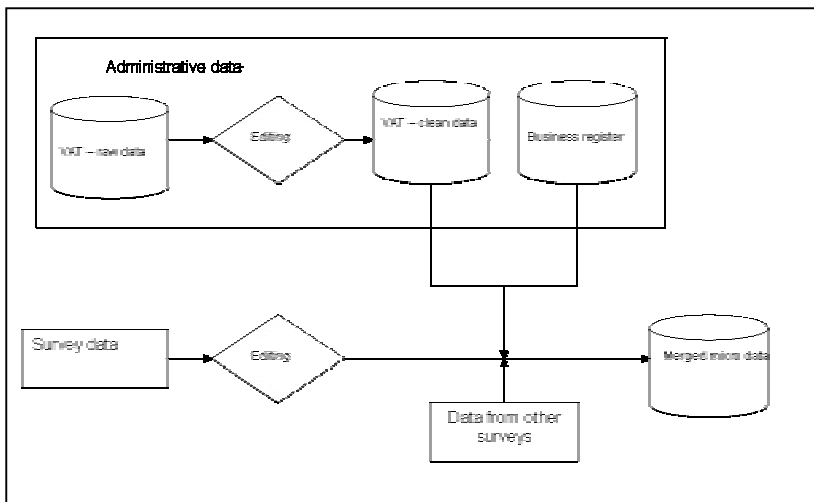 Administrative data
VAT – raw data
Editing
VAT – clean data
Business register
Survey data
Editing
Merged micro data
Data from other
surveys